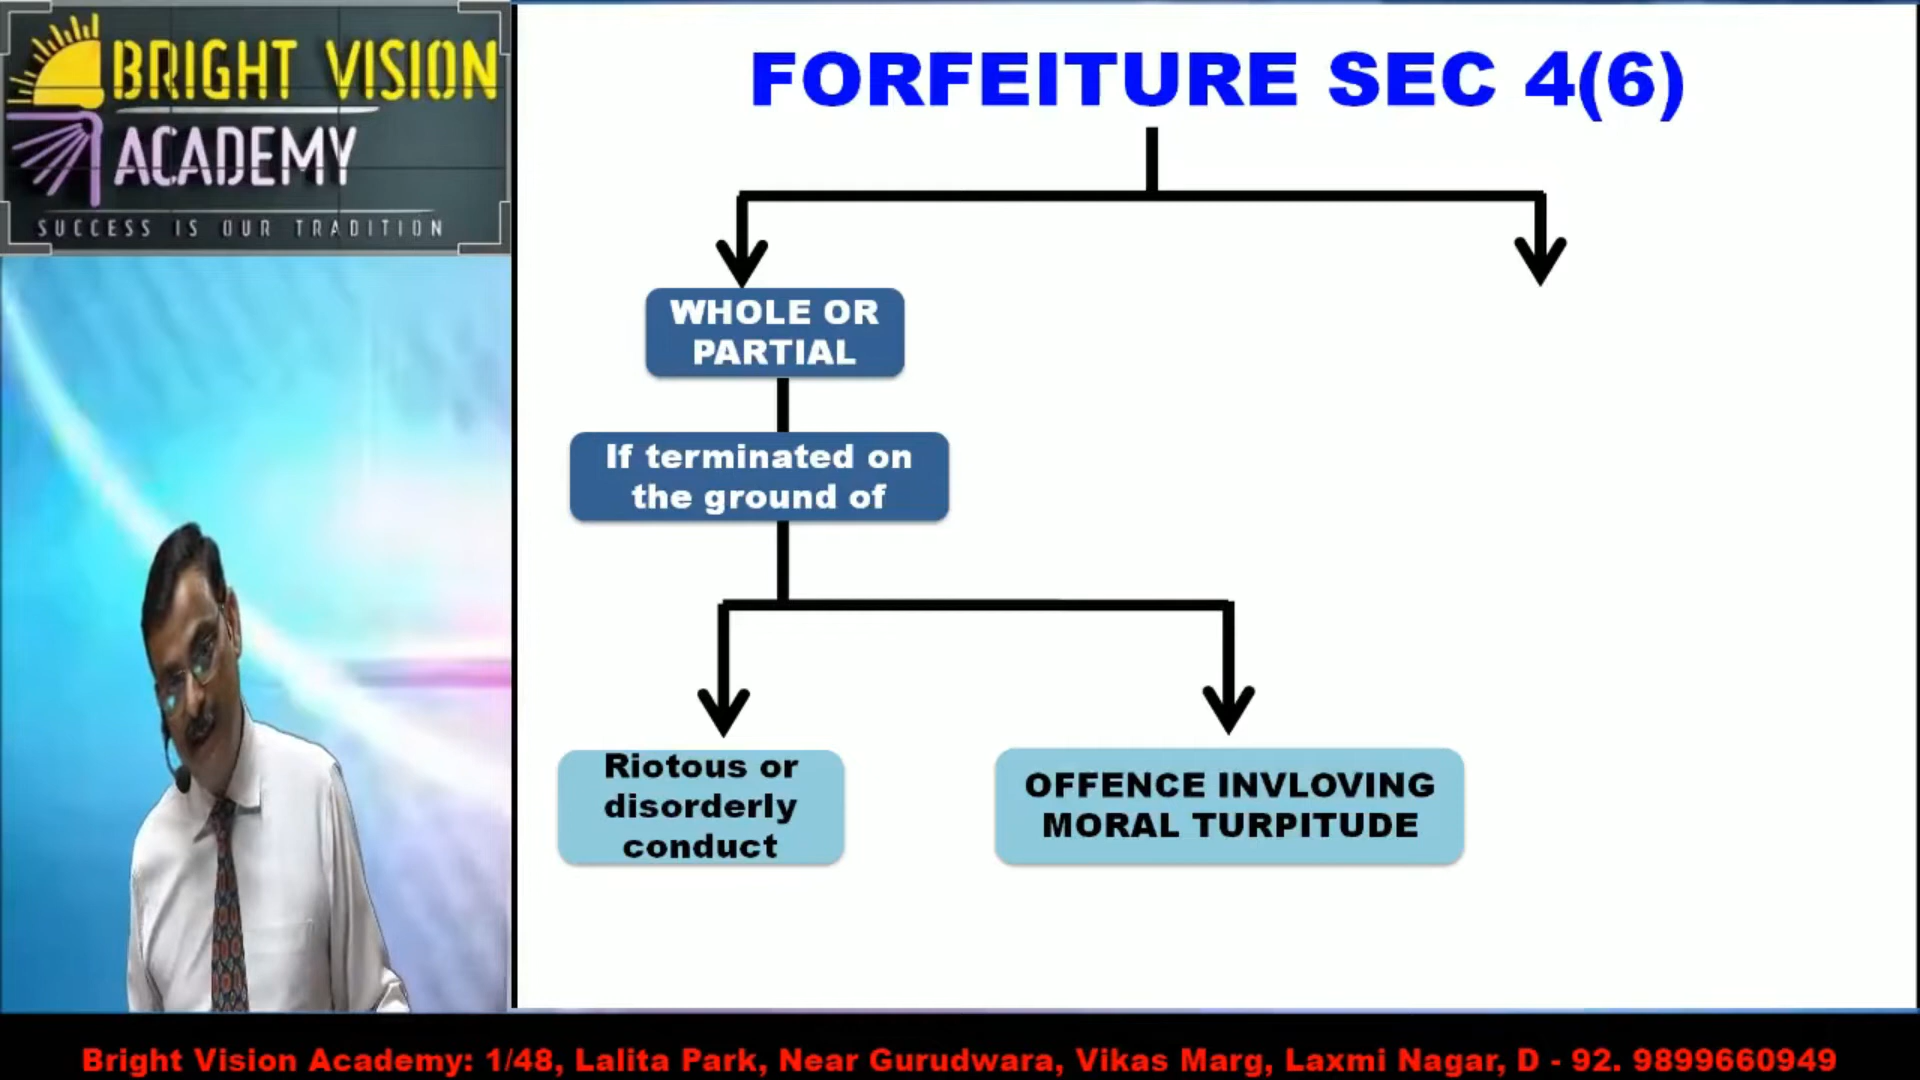 BRIGHT VISION
ACADEMY
SUCCESS IS OUR TRADITION
FORFEITURE SEC 4(6)
WHOLE OR
PARTIAL
If terminated on
the ground of
Riotous or
disorderly
conduct
OFFENCE INVLOVING
MORAL TURPITUDE
Bright Vision Academy: 1/48, Lalita Park, Near Gurudwara, Vikas Marg, Laxmi Nagar, D - 92. 9899660949